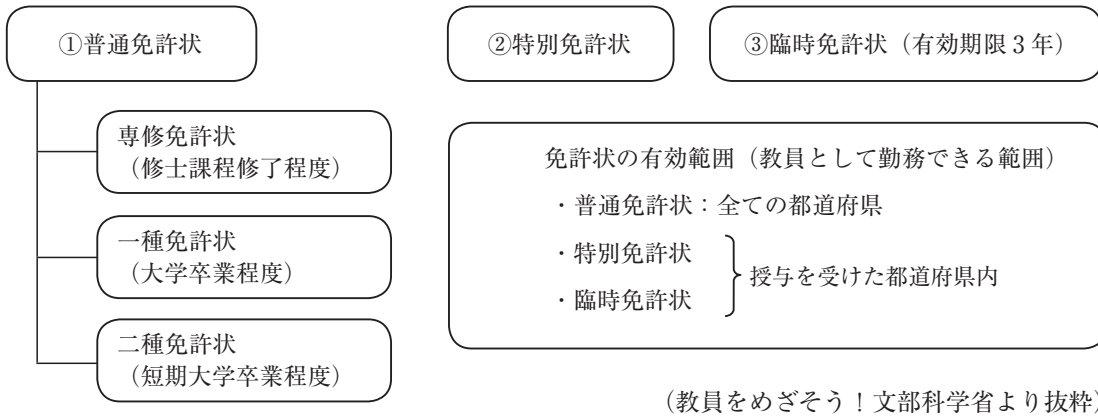 ①普通免許状
②特別免許状
③臨時免許状（有効期限３年）
専修免許状
（修士課程修了程度）
一種免許状
（大学卒業程度）
二種免許状
（短期大学卒業程度）
免許状の有効範囲（教員として勤務できる範囲）
・普通免許状：全ての都道府県
・特別免許状
・臨時免許状
授与を受けた都道府県内
（教員をめざそう！文部科学省より抜粋）